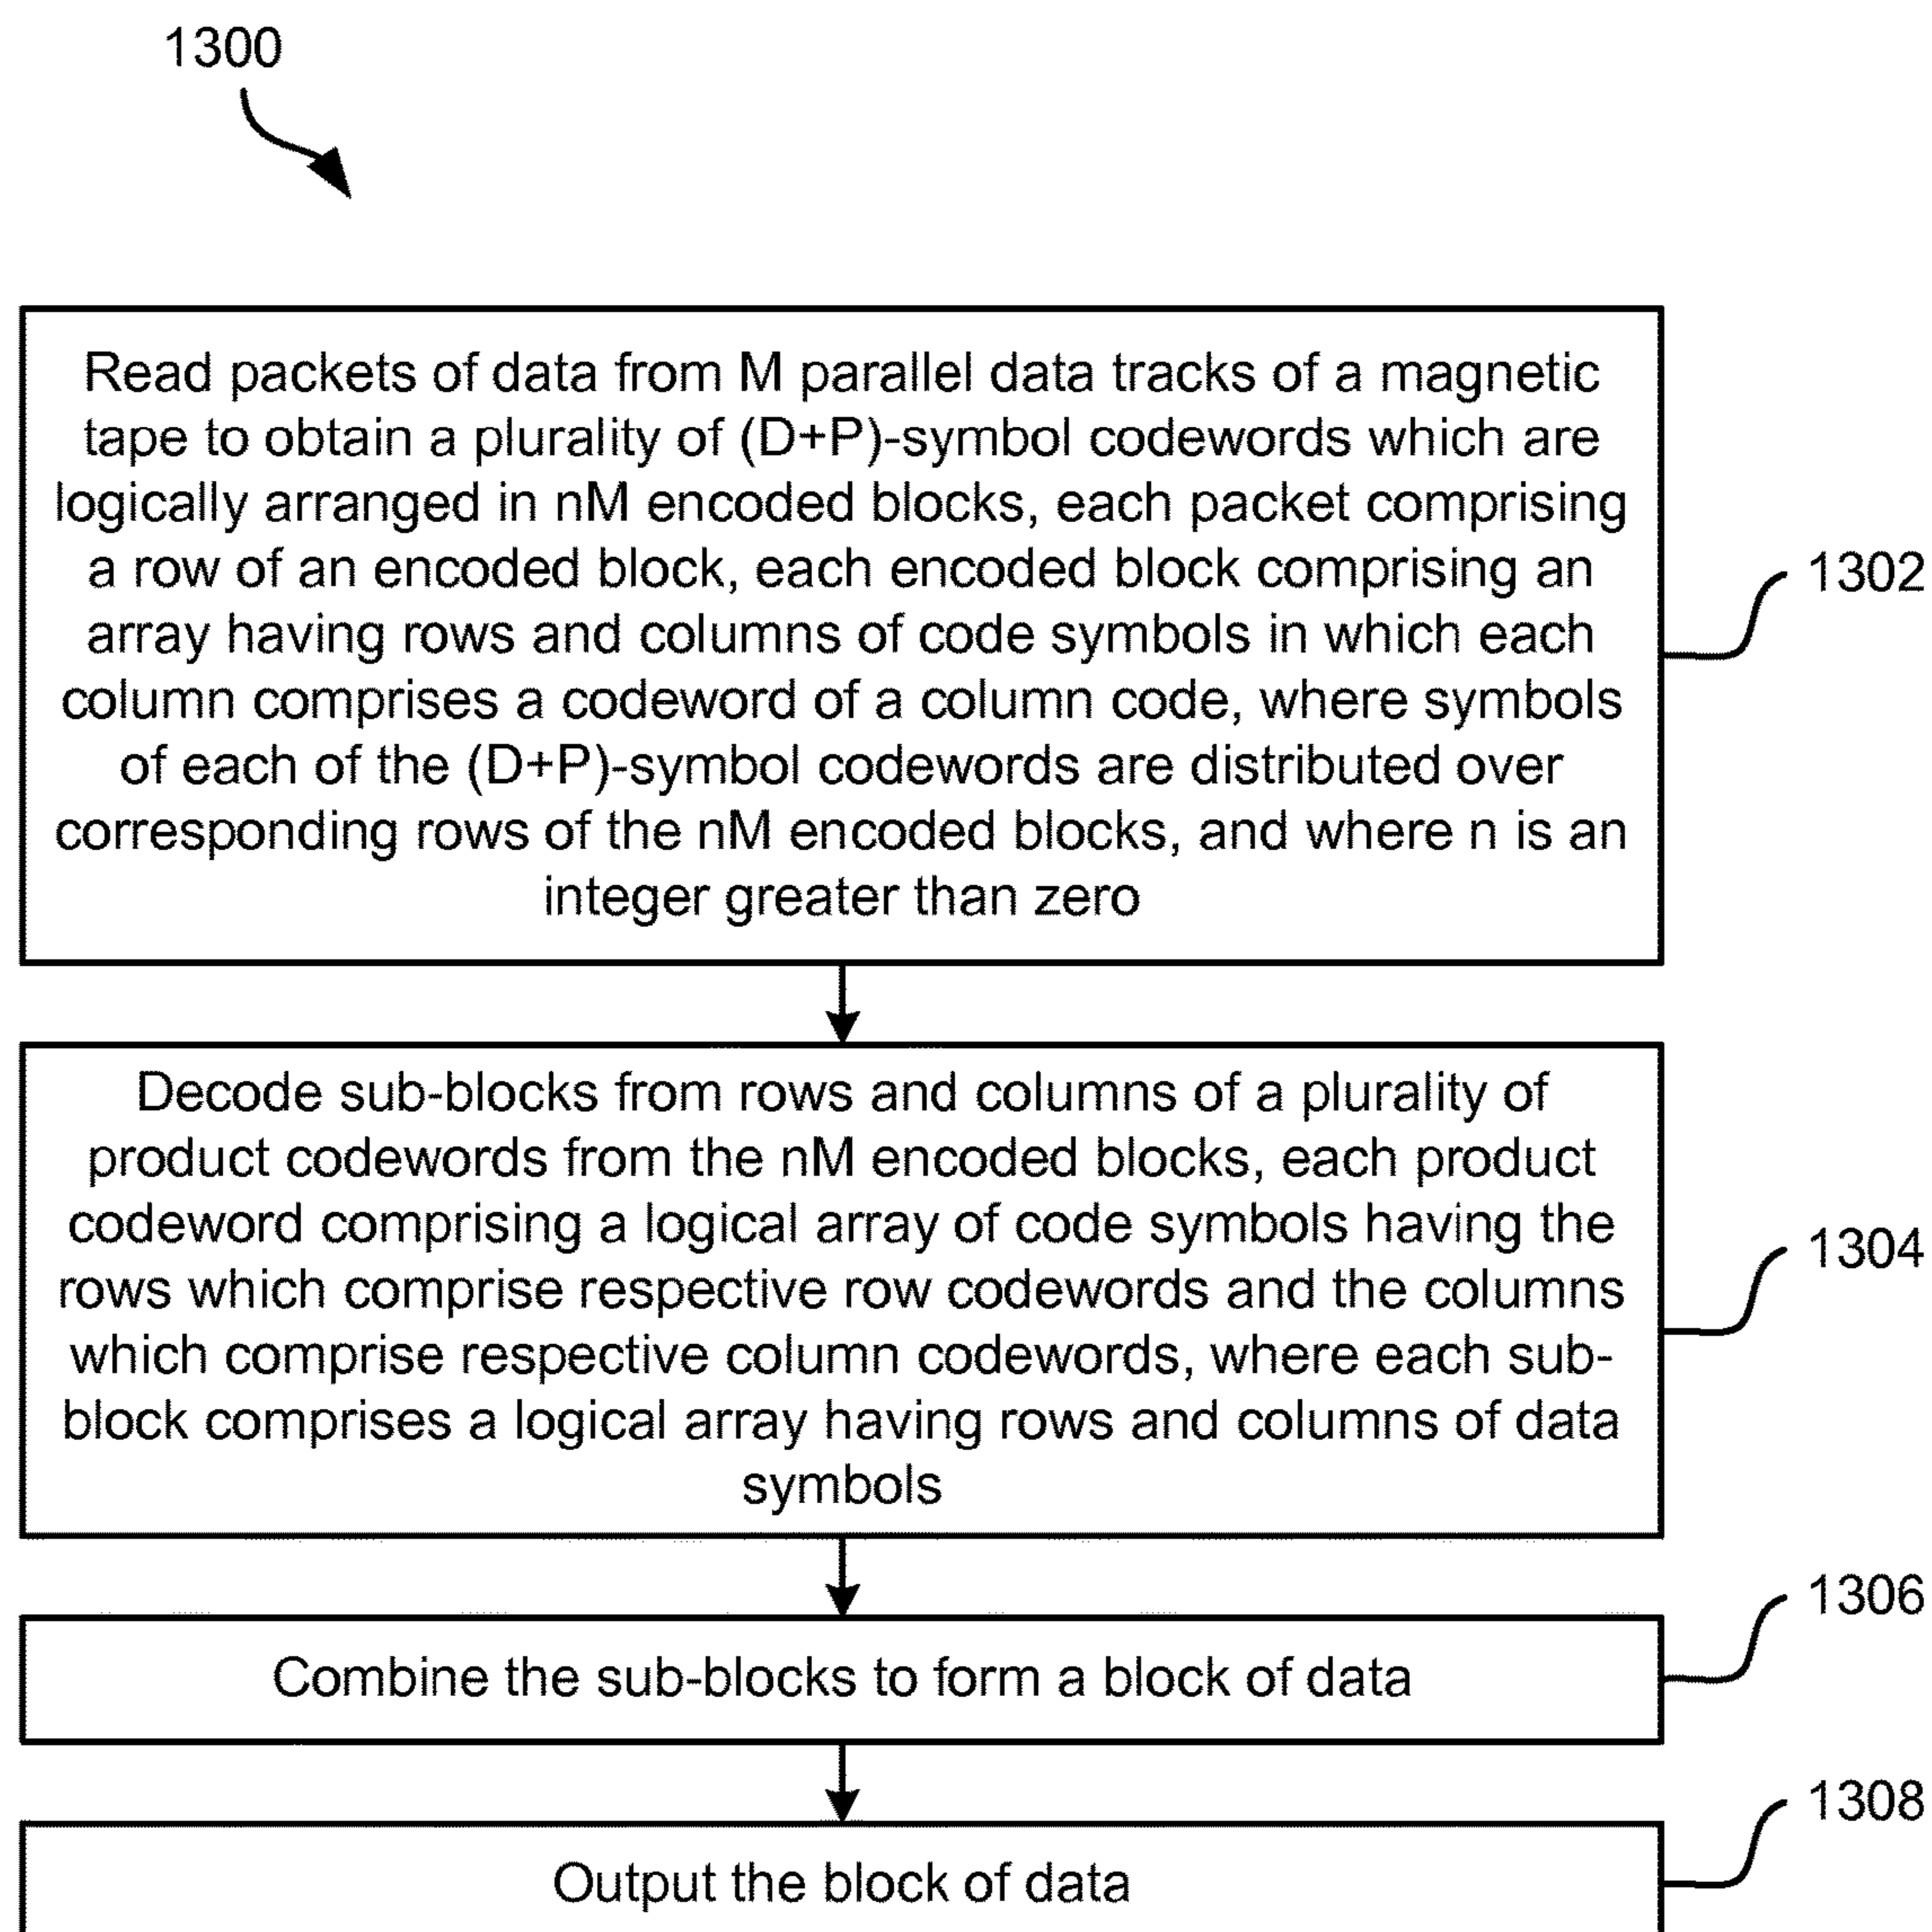 1300
Read packets of data from M parallel data tracks of a magnetic
tape to obtain a plurality of (D+P)-symbol codewords which are
logically arranged in nM encoded blocks, each packet comprising
a row of an encoded block, each encoded block comprising an
array having rows and columns of code symbols in which each
column comprises a codeword of a column code, where symbols
of each of the (D+P)-symbol codewords are distributed over
corresponding rows of the nM encoded blocks, and where n is an
integer greater than zero
1302
Decode sub-blocks from rows and columns of a plurality of
product codewords from the nM encoded blocks, each product
codeword comprising a logical array of code symbols having the
rows which comprise respective row codewords and the columns
which comprise respective column codewords, where each sub-
block comprises a logical array having rows and columns of data
symbols
1304
Combine the sub-blocks to form a block of data
1306
Output the block of data
1308